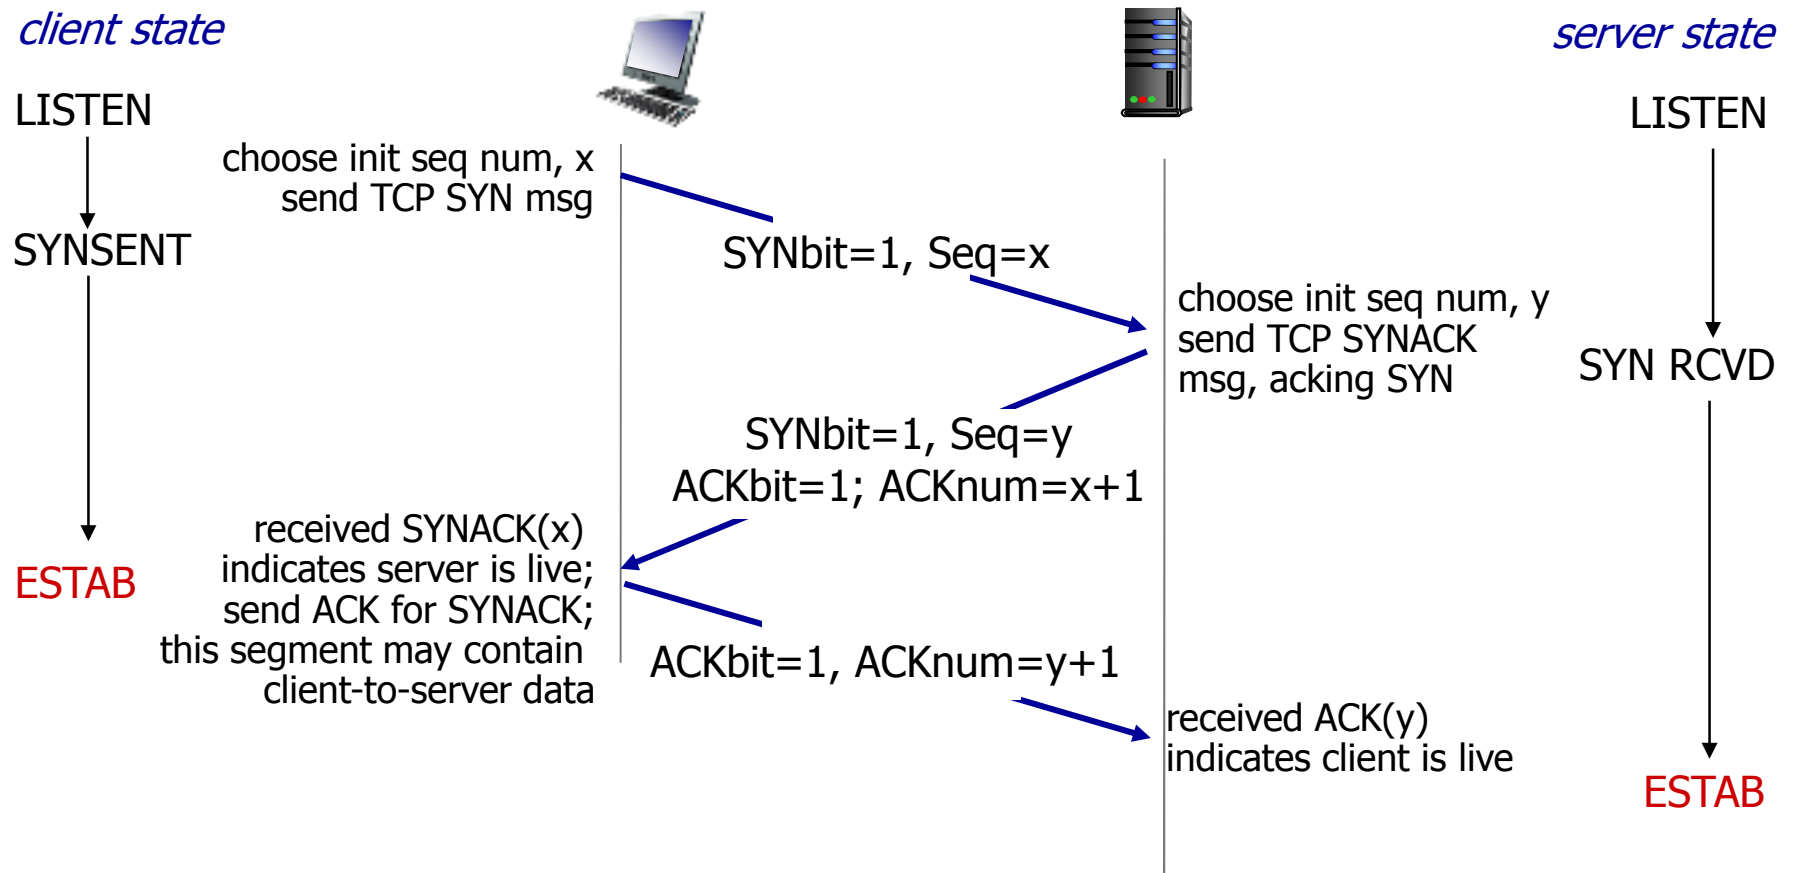 client state
server state
LISTEN
LISTEN
choose init seq num, x
send TCP SYN msg
SYNSENT
SYNbit=1, Seq=x
choose init seq num, y
send TCP SYNACK
msg, acking SYN
SYN RCVD
SYNbit=1, Seq=y
ACKbit=1; ACKnum=x+1
received SYNACK(x)
indicates server is live;
send ACK for SYNACK;
this segment may contain
client-to-server data
ESTAB
ACKbit=1, ACKnum=y+1
received ACK(y)
indicates client is live
ESTAB